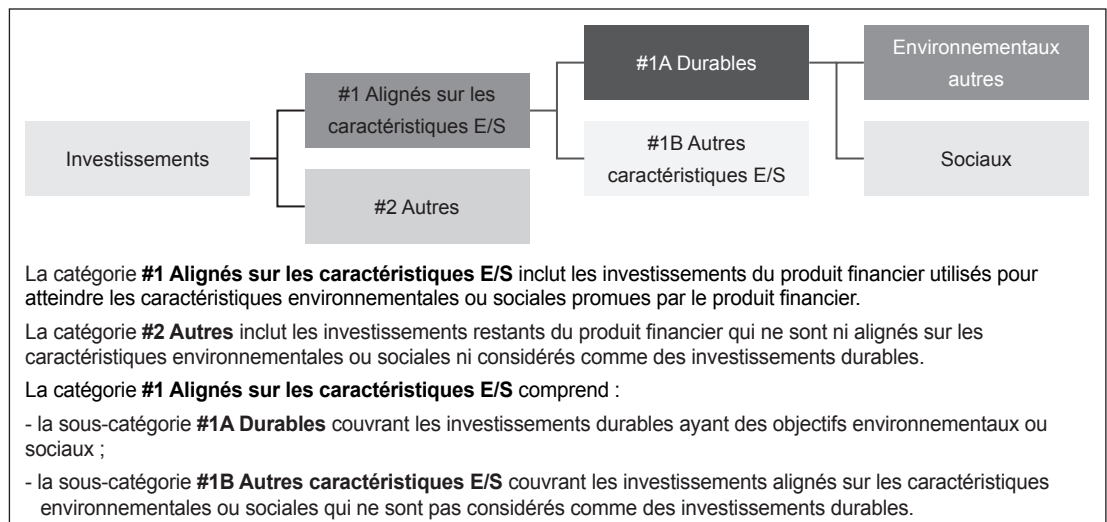 Investissements
#1 Alignés sur les
caractéristiques E/S
#2 Autres
#1A Durables
#1B Autres
caractéristiques E/S
Environnementaux
autres
Sociaux
La catégorie #1 Alignés sur les caractéristiques E/S inclut les investissements du produit financier utilisés pour
atteindre les caractéristiques environnementales ou sociales promues par le produit financier.
La catégorie #2 Autres inclut les investissements restants du produit financier qui ne sont ni alignés sur les
caractéristiques environnementales ou sociales ni considérés comme des investissements durables.
La catégorie #1 Alignés sur les caractéristiques E/S comprend :
- la sous-catégorie #1A Durables couvrant les investissements durables ayant des objectifs environnementaux ou
sociaux ;
- la sous-catégorie #1B Autres caractéristiques E/S couvrant les investissements alignés sur les caractéristiques
environnementales ou sociales qui ne sont pas considérés comme des investissements durables.